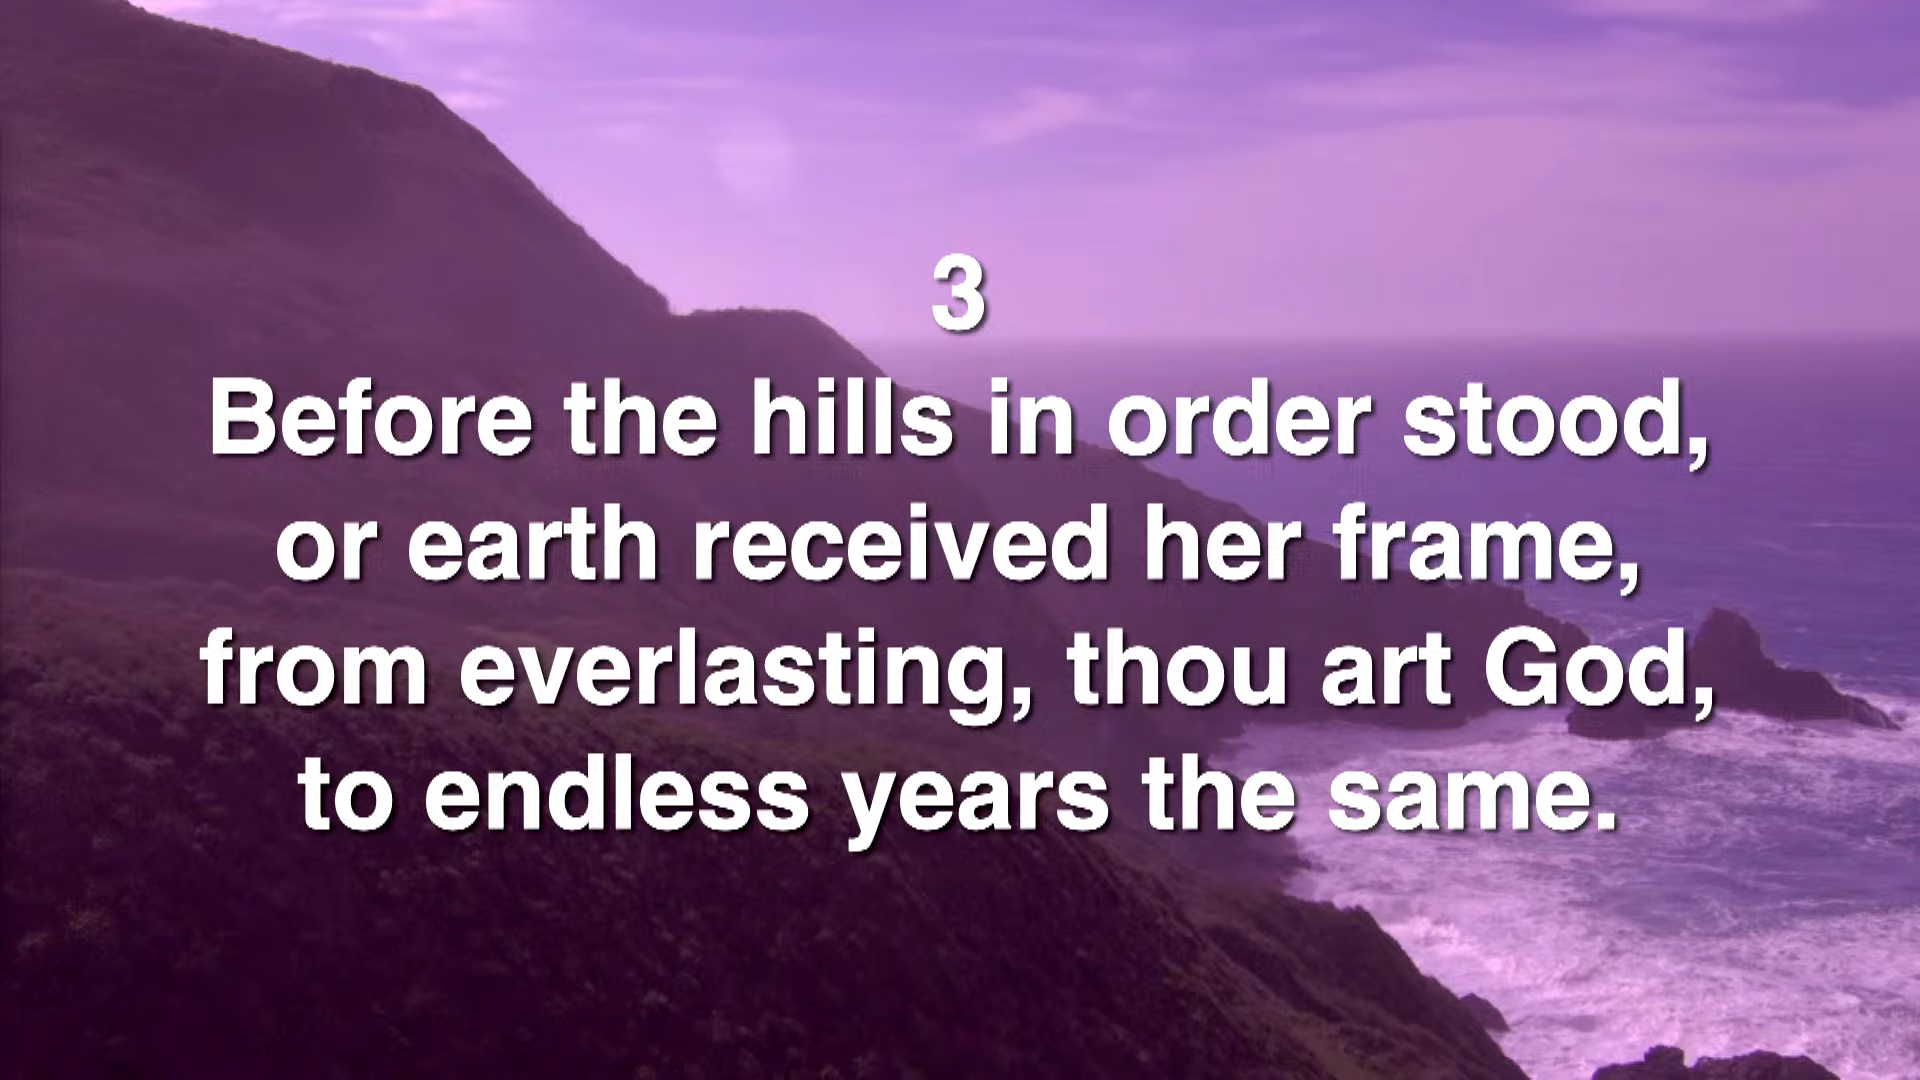 3
Before the hills in order stood,
or earth received her frame,
from everlasting, thou art God,
to endless years the same.